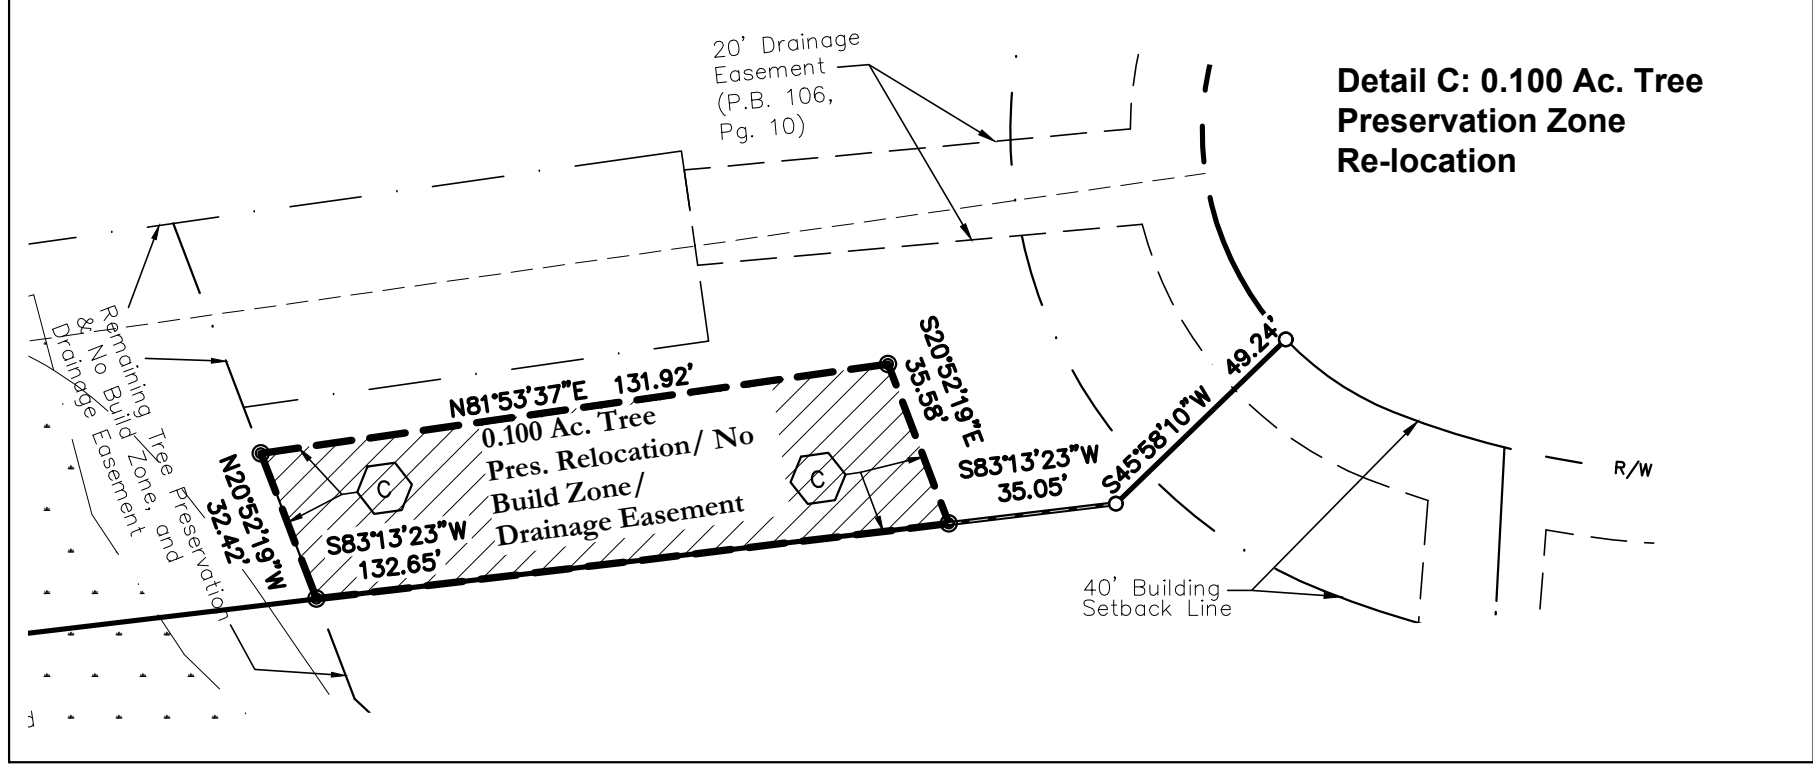 20' Drainage
Easement
(P.B. 106,
Pg. 10)
Detail C: 0.100 Ac. Tree
Preservation Zone
Re-location
Remaining Tree Preservation
& No Build Zone, and
Drainage Easement
N81°53'37"E 131.92'
S20°52'19"E
35.58'
0.100 Ac. Tree
Pres. Relocation/ No
Build Zone/
Drainage Easement
C
C
N20°52'19"W
32.42'
S83°13'23"W
132.65'
S83°13'23"W
35.05'
S45°58'10"W 49.24'
R/W
40' Building
Setback Line